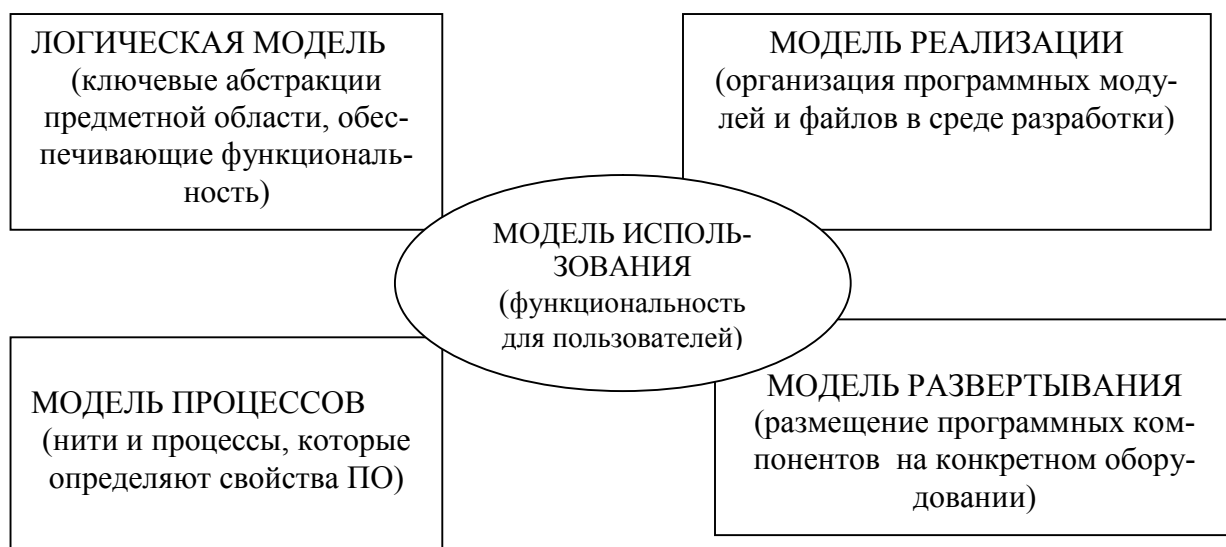 ЛОГИЧЕСКАЯ МОДЕЛЬ
(ключевые абстракции
предметной области, обес-
печивающие функциональ-
ность)
МОДЕЛЬ РЕАЛИЗАЦИИ
(организация программных моду-
лей и файлов в среде разработки)
МОДЕЛЬ ИСПОЛЬ-
ЗОВАНИЯ
(функциональность
для пользователей)
МОДЕЛЬ ПРОЦЕССОВ
(нити и процессы, которые
определяют свойства ПО)
МОДЕЛЬ РАЗВЕРТЫВАНИЯ
(размещение программных ком-
понентов на конкретном обору-
довании)